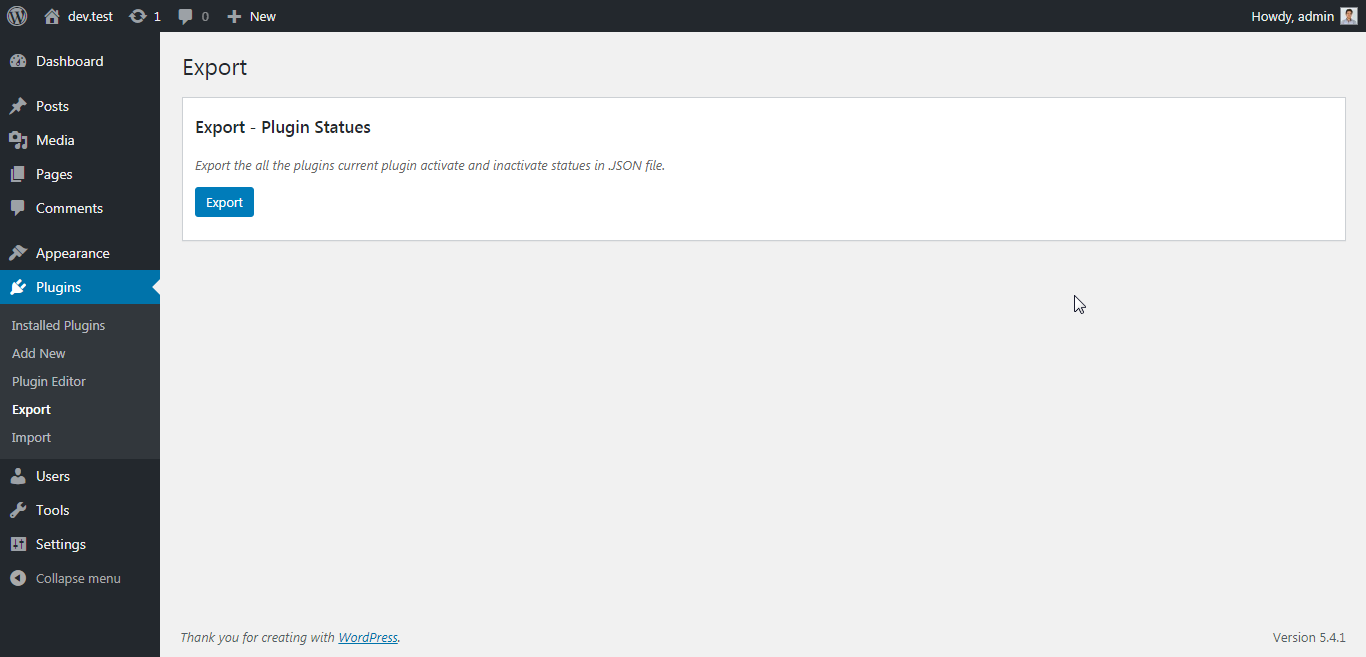 dev.test 1 0 New Howdy, admin
Dashboard
Posts
Media
Pages
Comments
Appearance
Plugins
Installed Plugins
Add New
Plugin Editor
Export
Import
Users
Tools
Settings
Collapse menu
Export
Export - Plugin Statues
Export the all the plugins current plugin activate and inactivate statues in .JSON file.
Export
Thank you for creating with WordPress.
Version 5.4.1